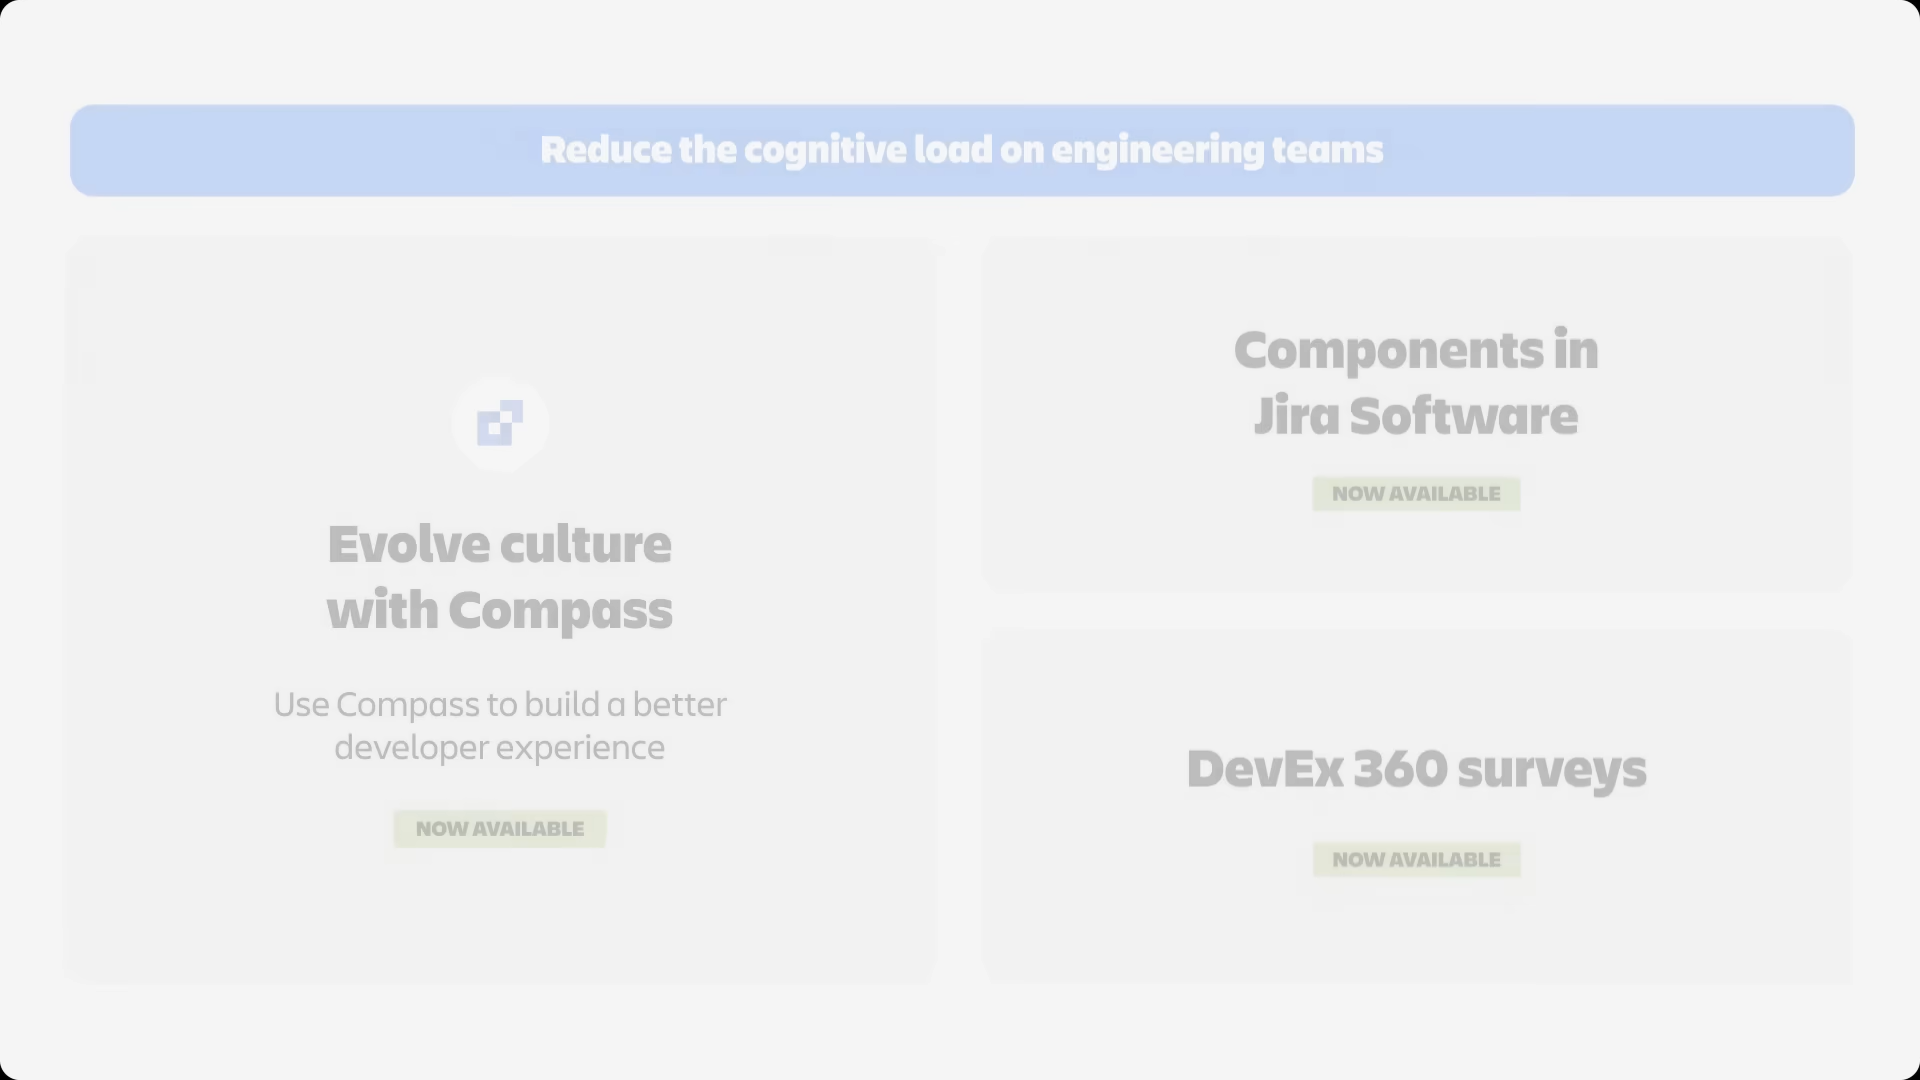 Reduce the cognitive load on engineering teams
Evolve culture
with Compass
Use Compass to build a better
developer experience
NOW AVAILABLE
Components in
Jira Software
NOW AVAILABLE
DevEx 360 surveys
NOW AVAILABLE